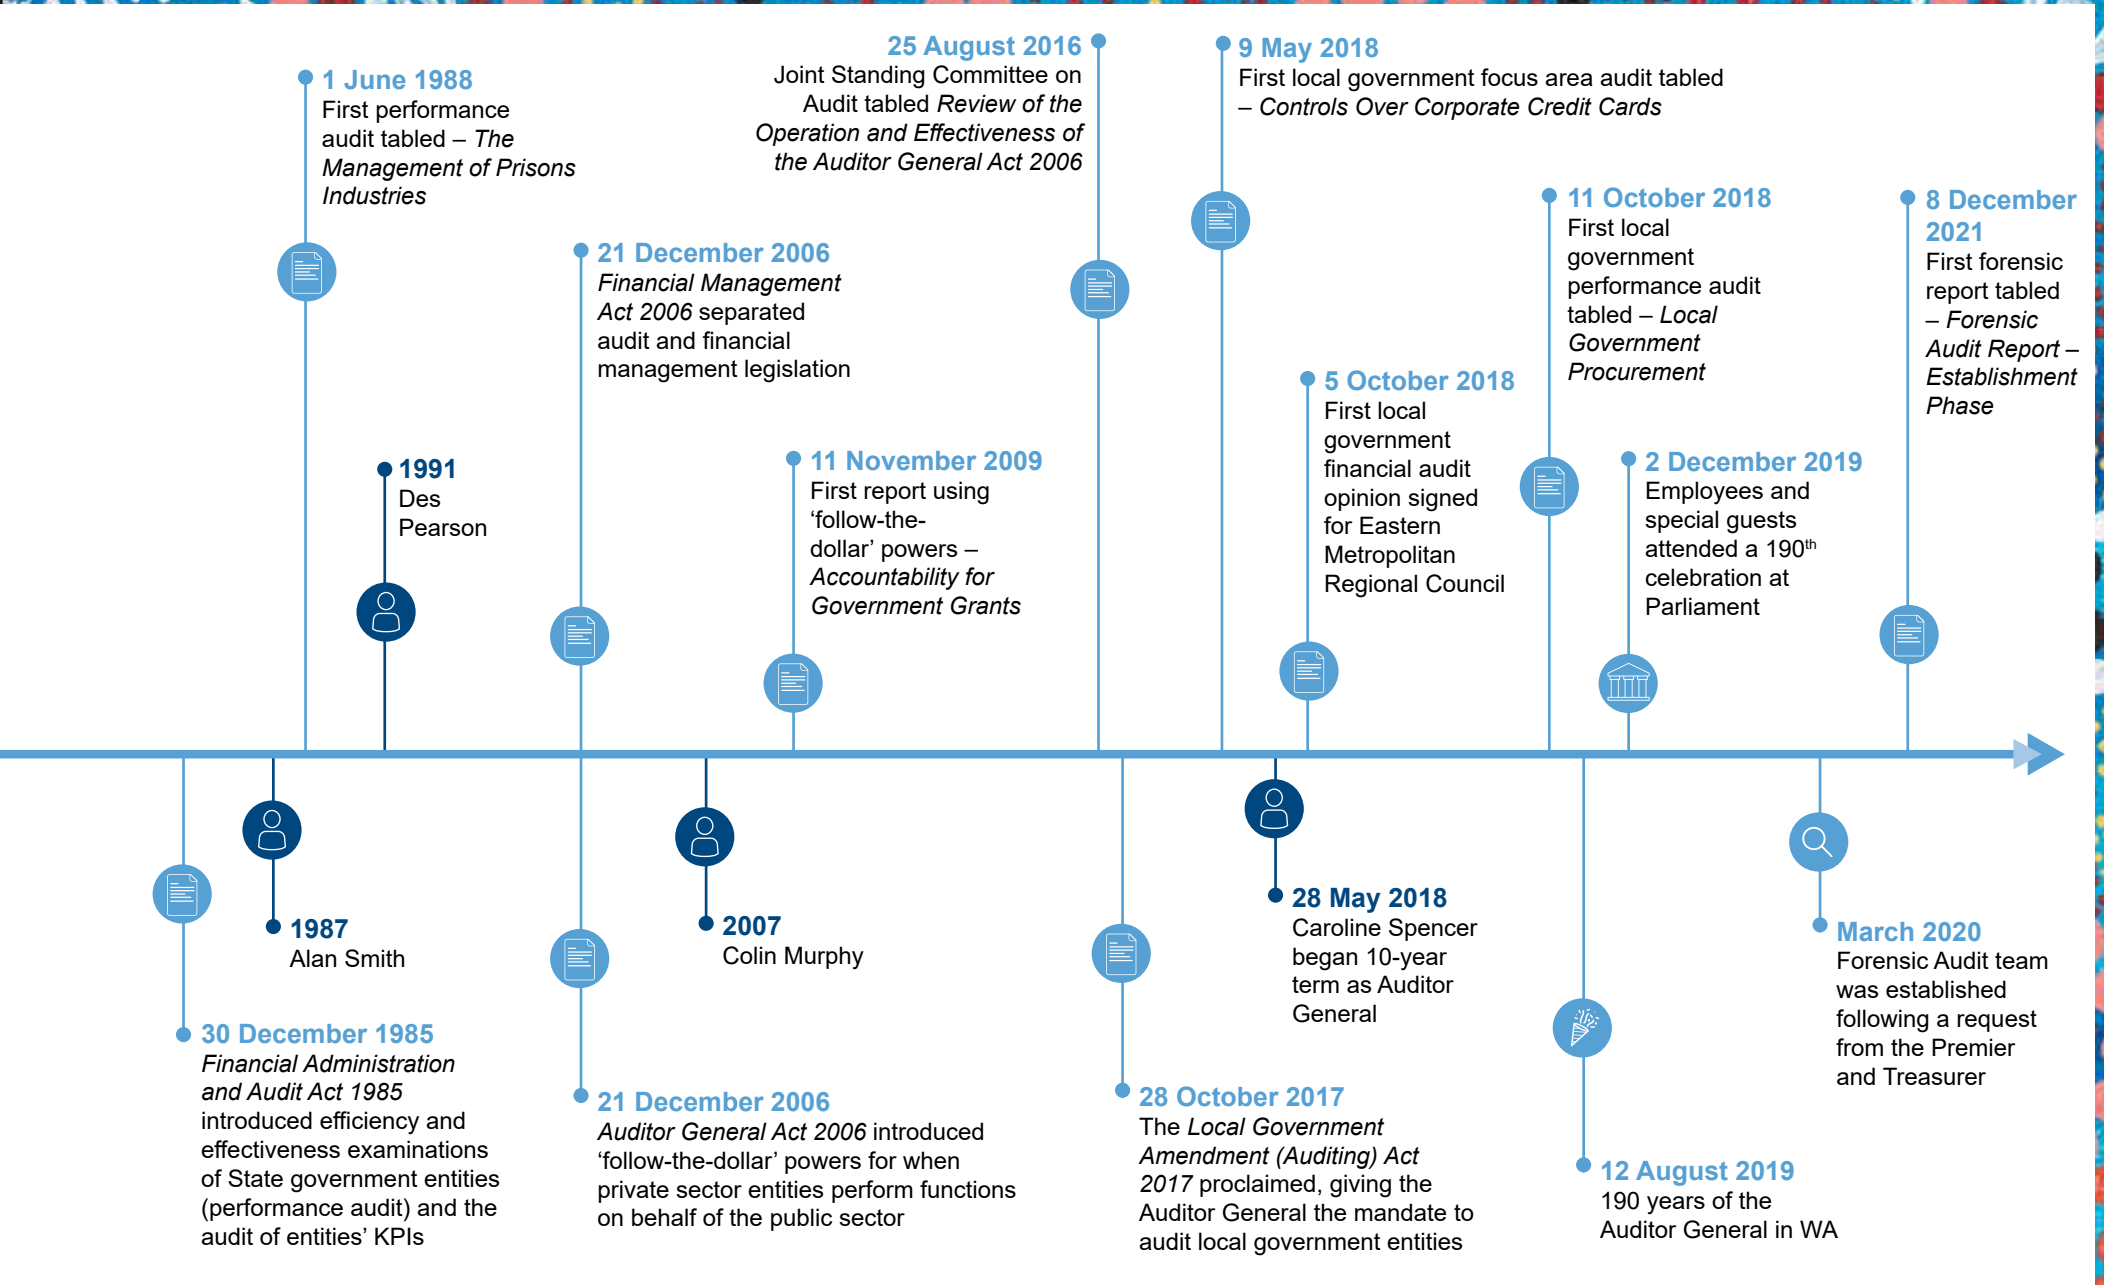 1 June 1988
First performance
audit tabled – The
Management of Prisons
Industries
1991
Des
Pearson
21 December 2006
Financial Management
Act 2006 separated
audit and financial
management legislation
11 November 2009
First report using
‘follow-the-
dollar’ powers –
Accountability for
Government Grants
25 August 2016
Joint Standing Committee on
Audit tabled Review of the
Operation and Effectiveness of
the Auditor General Act 2006
9 May 2018
First local government focus area audit tabled
– Controls Over Corporate Credit Cards
5 October 2018
First local
government
financial audit
opinion signed
for Eastern
Metropolitan
Regional Council
11 October 2018
First local
government
performance audit
tabled – Local
Government
Procurement
2 December 2019
Employees and
special guests
attended a 190th
celebration at
Parliament
8 December
2021
First forensic
report tabled
– Forensic
Audit Report –
Establishment
Phase
30 December 1985
Financial Administration
and Audit Act 1985
introduced efficiency and
effectiveness examinations
of State government entities
(performance audit) and the
audit of entities’ KPIs
1987
Alan Smith
21 December 2006
Auditor General Act 2006 introduced
‘follow-the-dollar’ powers for when
private sector entities perform functions
on behalf of the public sector
2007
Colin Murphy
28 October 2017
The Local Government
Amendment (Auditing) Act
2017 proclaimed, giving the
Auditor General the mandate to
audit local government entities
28 May 2018
Caroline Spencer
began 10-year
term as Auditor
General
12 August 2019
190 years of the
Auditor General in WA
March 2020
Forensic Audit team
was established
following a request
from the Premier
and Treasurer